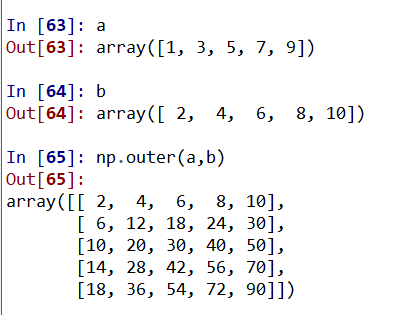 In [63]: a
Out[63]: array([1, 3, 5, 7, 9])
In [64]: b
Out[64]: array([ 2,  4,  6,  8, 10])
In [65]: np.outer(a,b)
Out[65]:
array([[ 2,  4,  6,  8, 10],
       [ 6, 12, 18, 24, 30],
       [10, 20, 30, 40, 50],
       [14, 28, 42, 56, 70],
       [18, 36, 54, 72, 90]])